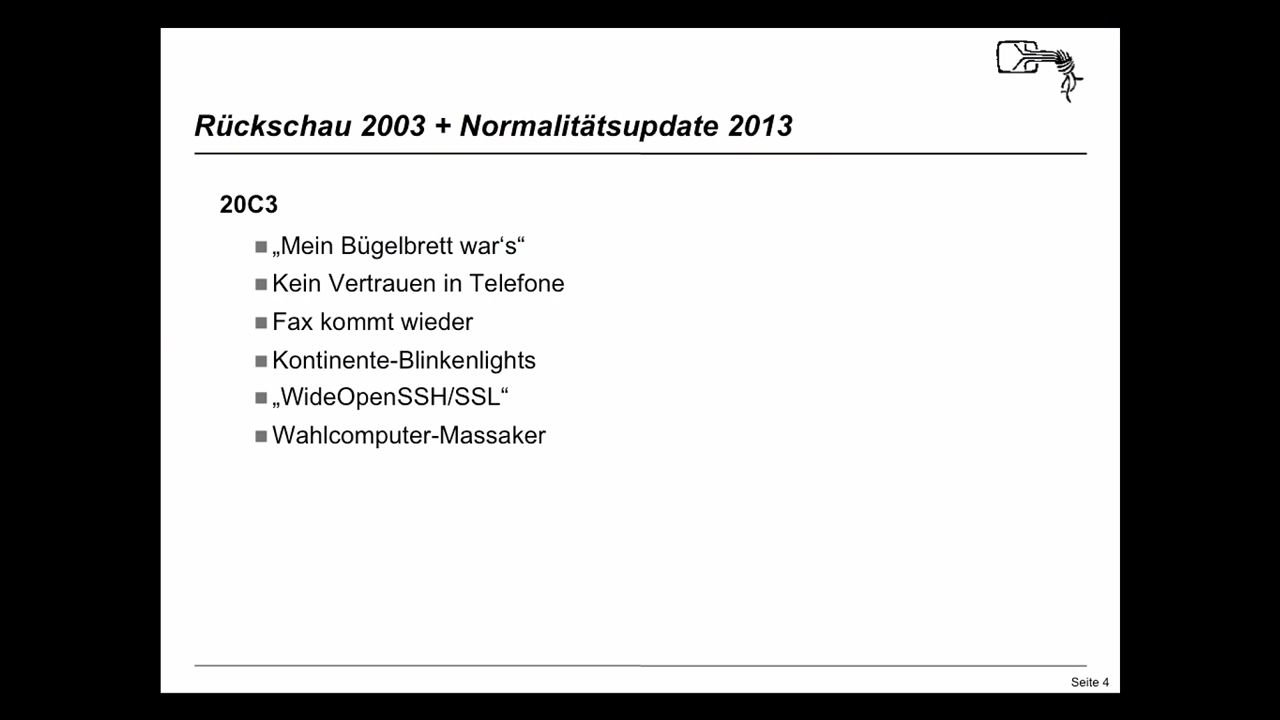 Rückschau 2003 + Normalitätsupdate 2013
20C3
„Mein Bügelbrett war‘s“
Kein Vertrauen in Telefone
Fax kommt wieder
Kontinente-Blinkenlights
„WideOpenSSH/SSL“
Wahlcomputer-Massaker
Seite 4